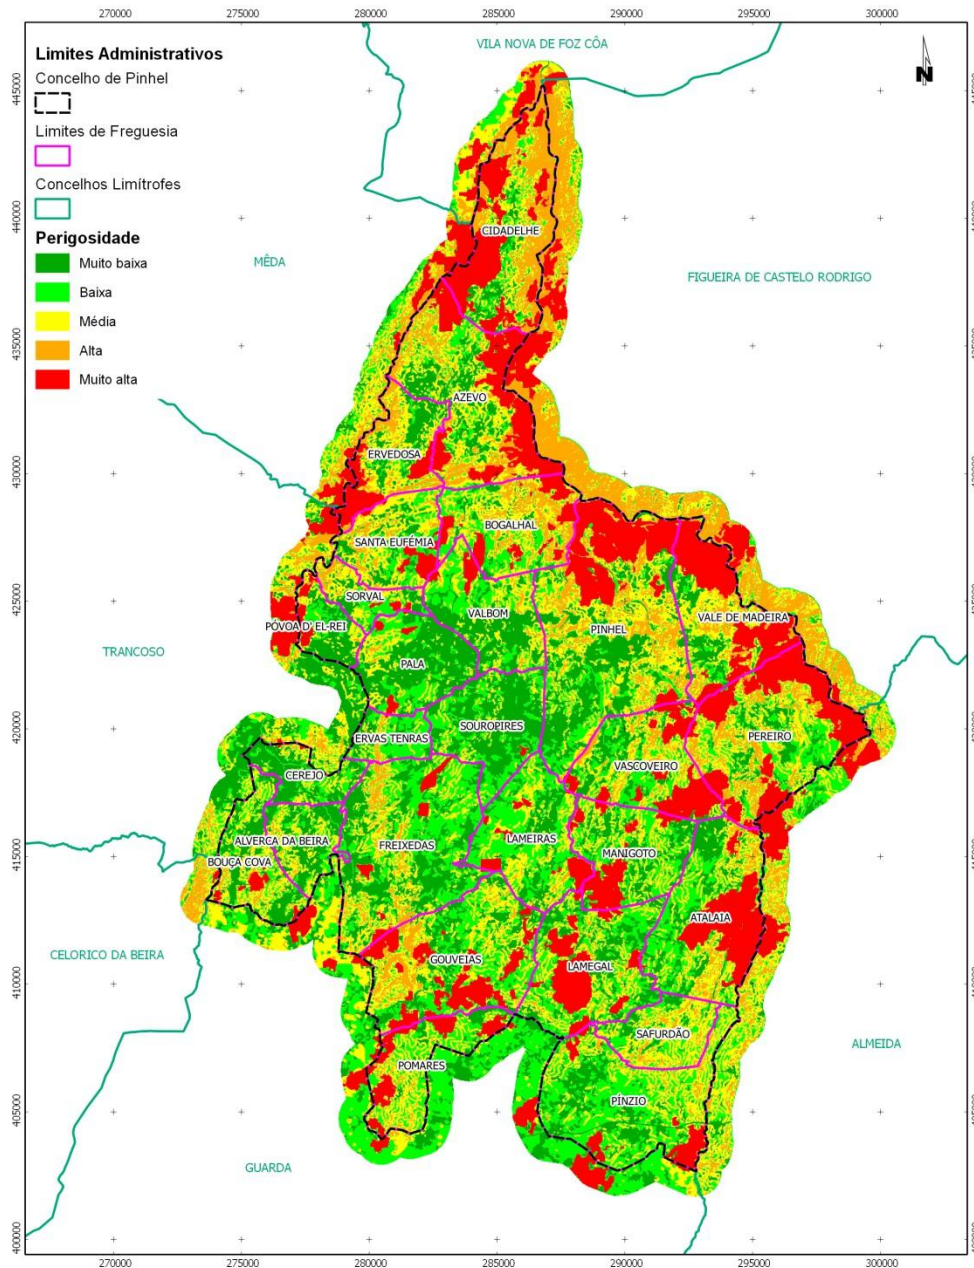 270000 275000 280000 285000 290000 295000 300000
Limites Administrativos
Concelho de Pinhel
Limites de Freguesia
Concelhos Limítrofes
Perigosidade
Muito baixa
Baixa
Média
Alta
Muito alta
N
VILA NOVA DE FOZ CÔA
MÊDA
FIGUEIRA DE CASTELO RODRIGO
TRANCOSO
CELORICO DA BEIRA
GUARDA
ALMEIDA
CIDADELHE
AZEVO
ERVEDOSA
BOGALHAL
SANTA EUFÉMIA
SORVAL
VALBOM
PÓVOA D' EL-REI
PINHEL
VALE DE MADEIRA
PALA
SOUROPIRES
ERVAS TENRAS
PEREIRO
VASCOVEIRO
CEREJO
ALVERCA DA BEIRA
FREIXEDAS
LAMEIRAS
MANIGOTO
BOUÇA COVA
ATALAIA
GOUVEIAS
LAMEGAL
SAFURDÃO
POMARES
PÍNZIO
445000
440000
435000
430000
425000
420000
415000
410000
405000
400000
270000 275000 280000 285000 290000 295000 300000